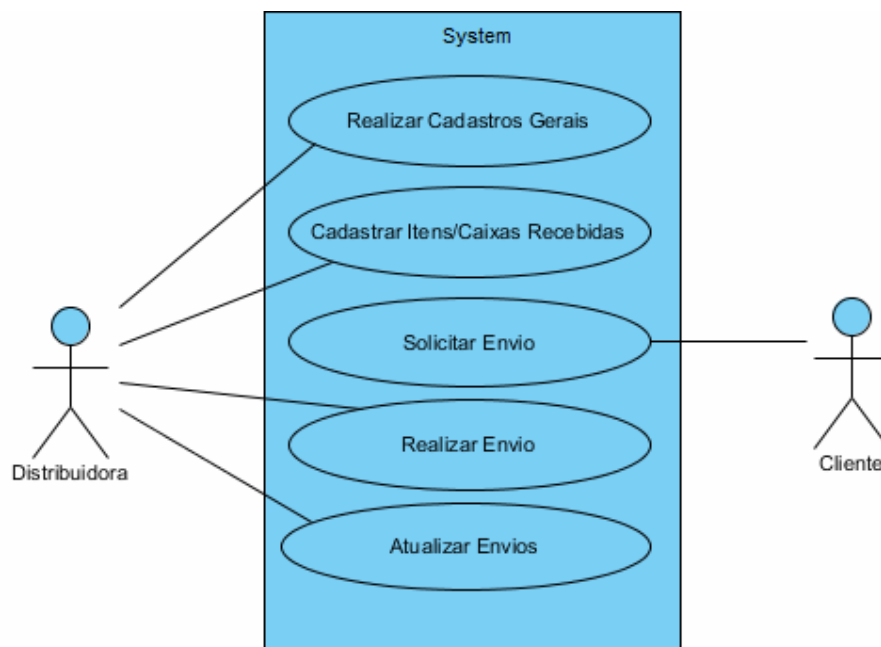 System
Realizar Cadastros Gerais
Cadastrar Itens/Caixas Recebidas
Solicitar Envio
Realizar Envio
Atualizar Envios
Distribuidora
Cliente